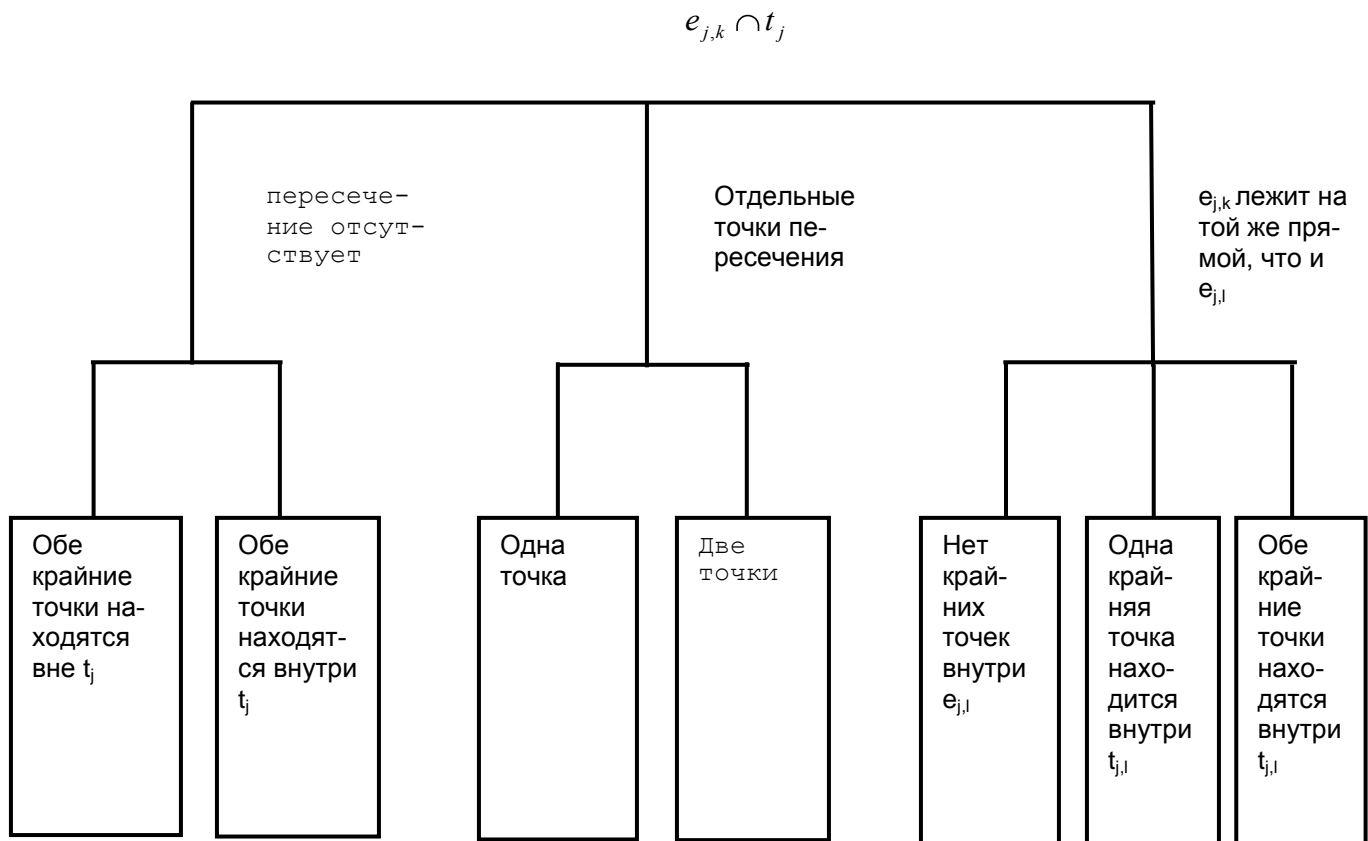 e_{j,k} ∩ t_j
пересече-
ние отсут-
ствует
Отдельные
точки пе-
ресечения
e_{j,k} лежит на
той же пря-
мой, что и
e_{j,l}
Обе
крайние
точки на-
ходятся
вне t_j
Обе
крайние
точки
находят-
ся внутри
t_j
Одна
точка
Две
точки
Нет
край-
них
точек
внутри
e_{j,l}
Одна
край-
няя
точка
нахо-
дится
внутри
t_{j,l}
Обе
край-
ние
точки
нахо-
дятся
внутри
t_{j,l}